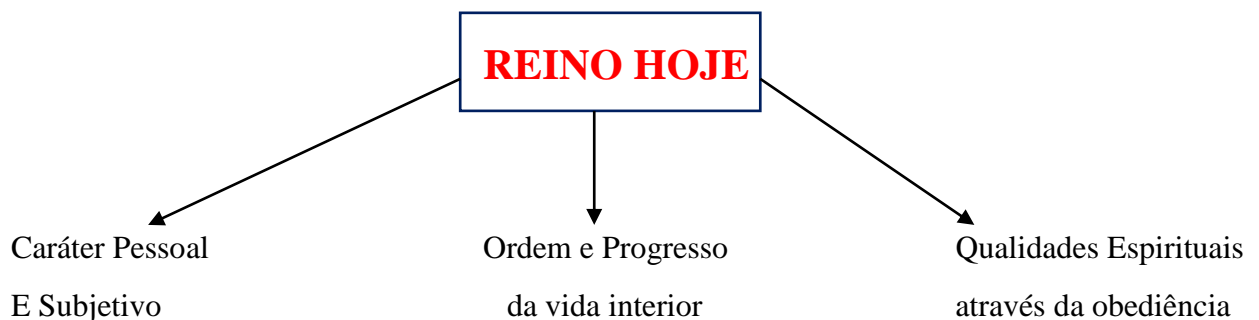 REINO HOJE
Caráter Pessoal
E Subjetivo
Ordem e Progresso
da vida interior
Qualidades Espirituais
através da obediência